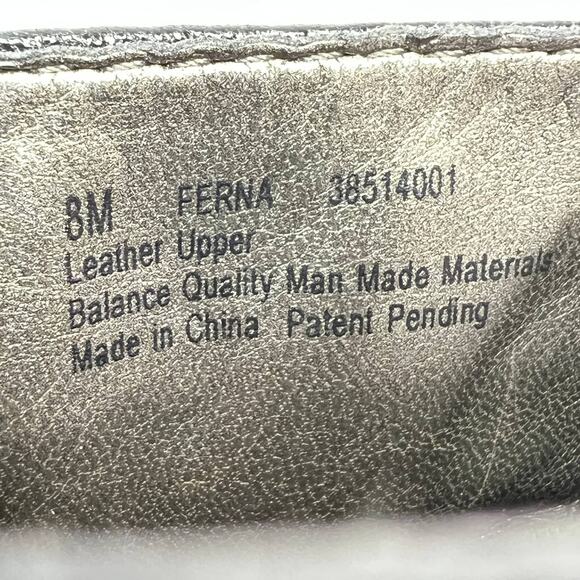 8M FERNA 38514001
Leather Upper
Balance Quality Man Made Materials
Made in China Patent Pending